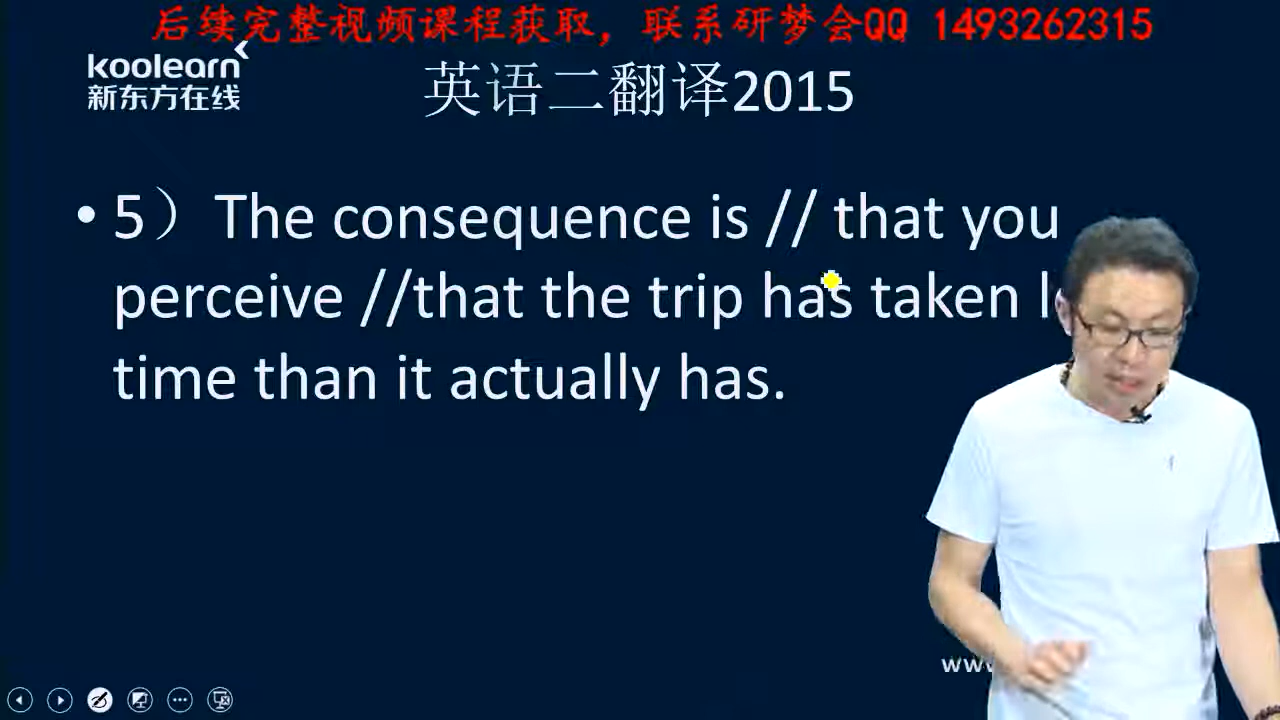 后续完整视频课程获取，联系研梦会QQ 1493262315
koolearn
新东方在线
英语二翻译2015
• 5）The consequence is // that you
perceive //that the trip has taken
time than it actually has.